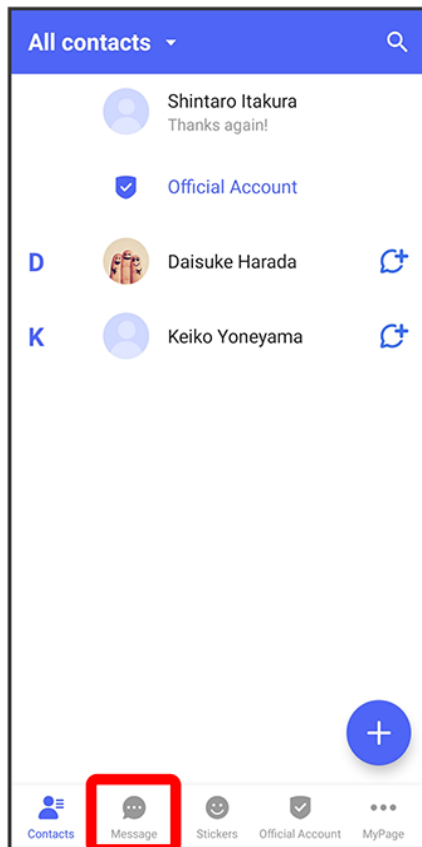 All contacts
Shintaro Itakura
Thanks again!
Official Account
D Daisuke Harada
K Keiko Yoneyama
Contacts Message Stickers Official Account MyPage